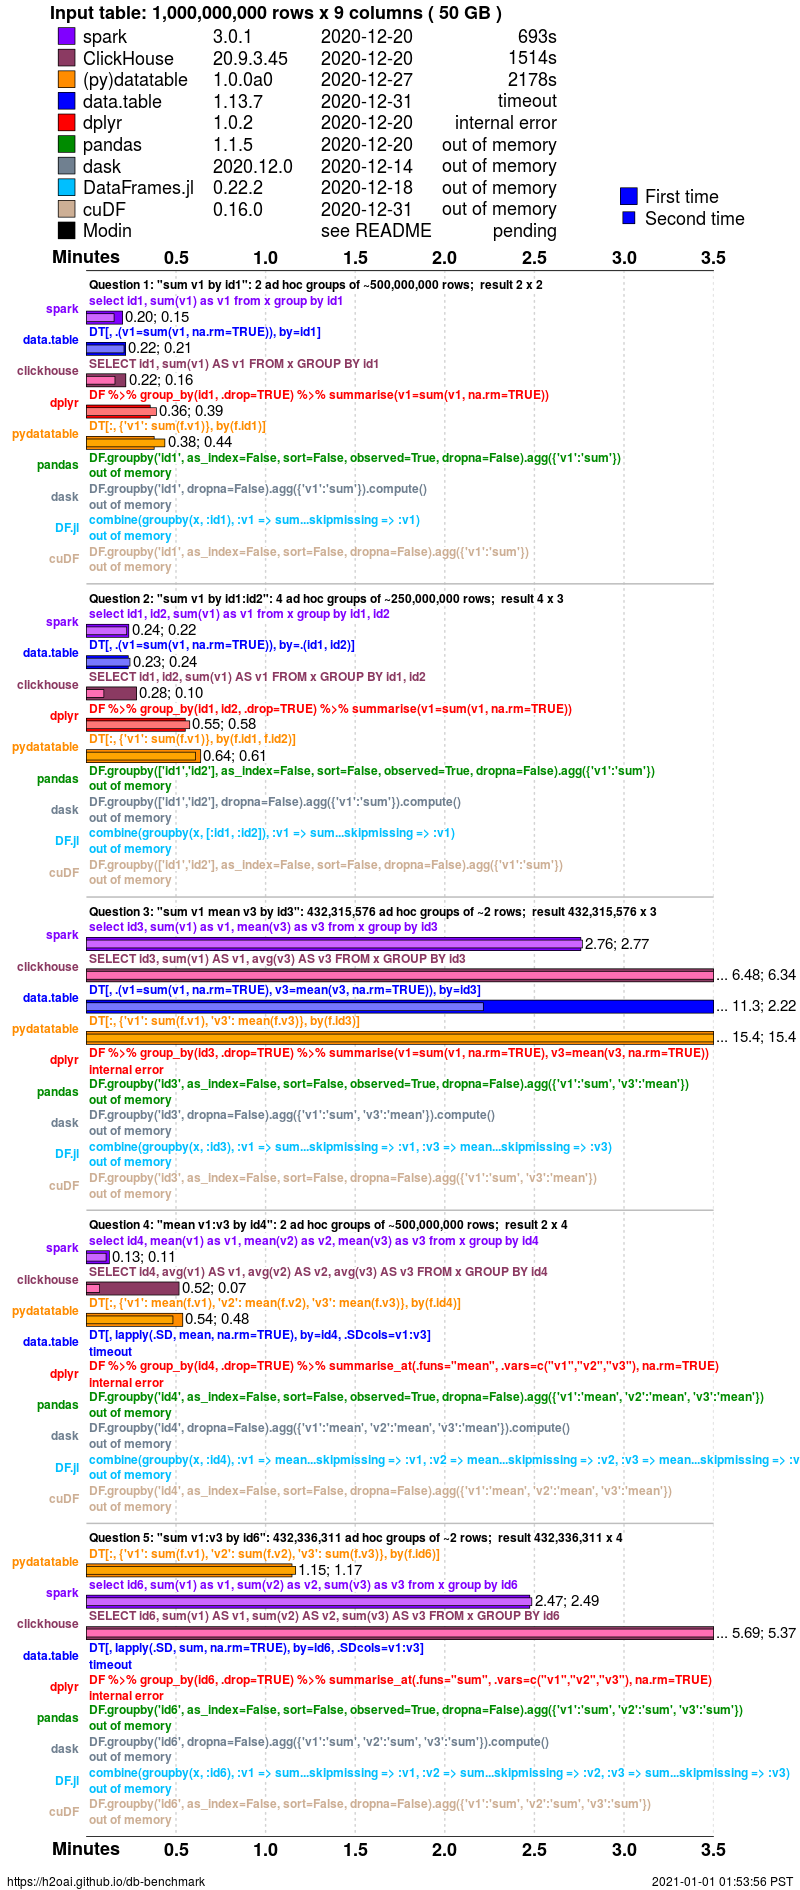 Input table: 1,000,000,000 rows x 9 columns ( 50 GB )
spark 3.0.1 2020-12-20 693s
ClickHouse 20.9.3.45 2020-12-20 1514s
(py)datatable 1.0.0a0 2020-12-27 2178s
data.table 1.13.7 2020-12-31 timeout
dplyr 1.0.2 2020-12-20 internal error
pandas 1.1.5 2020-12-20 out of memory
dask 2020.12.0 2020-12-14 out of memory
DataFrames.jl 0.22.2 2020-12-18 out of memory
cuDF 0.16.0 2020-12-31 out of memory
Modin see README pending
First time
Second time
Minutes 0.5 1.0 1.5 2.0 2.5 3.0 3.5
Question 1: "sum v1 by id1": 2 ad hoc groups of ~500,000,000 rows; result 2 x 2
select id1, sum(v1) as v1 from x group by id1
spark 0.20; 0.15
DT[, .(v1=sum(v1, na.rm=TRUE)), by=id1]
data.table 0.22; 0.21
SELECT id1, sum(v1) AS v1 FROM x GROUP BY id1
clickhouse 0.22; 0.16
DF %>% group_by(id1, .drop=TRUE) %>% summarise(v1=sum(v1, na.rm=TRUE))
dplyr 0.36; 0.39
DT[:, {'v1': sum(f.v1)}, by(f.id1)]
pydatatable 0.38; 0.44
DF.groupby('id1', as_index=False, sort=False, observed=True, dropna=False).agg({'v1':'sum'})
pandas out of memory
DF.groupby('id1', dropna=False).agg({'v1':'sum'}).compute()
dask out of memory
combine(groupby(x, :id1), :v1 => sum...skipmissing => :v1)
DF.jl out of memory
DF.groupby('id1', as_index=False, sort=False, dropna=False).agg({'v1':'sum'})
cuDF out of memory
Question 2: "sum v1 by id1:id2": 4 ad hoc groups of ~250,000,000 rows; result 4 x 3
select id1, id2, sum(v1) as v1 from x group by id1, id2
spark 0.24; 0.22
DT[, .(v1=sum(v1, na.rm=TRUE)), by=.(id1, id2)]
data.table 0.23; 0.24
SELECT id1, id2, sum(v1) AS v1 FROM x GROUP BY id1, id2
clickhouse 0.28; 0.10
DF %>% group_by(id1, id2, .drop=TRUE) %>% summarise(v1=sum(v1, na.rm=TRUE))
dplyr 0.55; 0.58
DT[:, {'v1': sum(f.v1)}, by(f.id1, f.id2)]
pydatatable 0.64; 0.61
DF.groupby(['id1','id2'], as_index=False, sort=False, observed=True, dropna=False).agg({'v1':'sum'})
pandas out of memory
DF.groupby(['id1','id2'], dropna=False).agg({'v1':'sum'}).compute()
dask out of memory
combine(groupby(x, [:id1, :id2]), :v1 => sum...skipmissing => :v1)
DF.jl out of memory
DF.groupby(['id1','id2'], as_index=False, sort=False, dropna=False).agg({'v1':'sum'})
cuDF out of memory
Question 3: "sum v1 mean v3 by id3": 432,315,576 ad hoc groups of ~2 rows; result 432,315,576 x 3
select id3, sum(v1) as v1, mean(v3) as v3 from x group by id3
spark 2.76; 2.77
SELECT id3, sum(v1) AS v1, avg(v3) AS v3 FROM x GROUP BY id3
clickhouse ... 6.48; 6.34
DT[, .(v1=sum(v1, na.rm=TRUE), v3=mean(v3, na.rm=TRUE)), by=id3]
data.table ... 11.3; 2.22
DT[:, {'v1': sum(f.v1), 'v3': mean(f.v3)}, by(f.id3)]
pydatatable ... 15.4; 15.4
DF %>% group_by(id3, .drop=TRUE) %>% summarise(v1=sum(v1, na.rm=TRUE), v3=mean(v3, na.rm=TRUE))
dplyr internal error
DF.groupby('id3', as_index=False, sort=False, observed=True, dropna=False).agg({'v1':'sum', 'v3':'mean'})
pandas out of memory
DF.groupby('id3', dropna=False).agg({'v1':'sum', 'v3':'mean'}).compute()
dask out of memory
combine(groupby(x, :id3), :v1 => sum...skipmissing => :v1, :v3 => mean...skipmissing => :v3)
DF.jl out of memory
DF.groupby('id3', as_index=False, sort=False, dropna=False).agg({'v1':'sum', 'v3':'mean'})
cuDF out of memory
Question 4: "mean v1:v3 by id4": 2 ad hoc groups of ~500,000,000 rows; result 2 x 4
select id4, mean(v1) as v1, mean(v2) as v2, mean(v3) as v3 from x group by id4
spark 0.13; 0.11
SELECT id4, avg(v1) AS v1, avg(v2) AS v2, avg(v3) AS v3 FROM x GROUP BY id4
clickhouse 0.52; 0.07
DT[:, {'v1': mean(f.v1), 'v2': mean(f.v2), 'v3': mean(f.v3)}, by(f.id4)]
pydatatable 0.54; 0.48
DT[, lapply(.SD, mean, na.rm=TRUE), by=id4, .SDcols=v1:v3]
data.table timeout
DF %>% group_by(id4, .drop=TRUE) %>% summarise_at(.funs="mean", .vars=c("v1","v2","v3"), na.rm=TRUE)
dplyr internal error
DF.groupby('id4', as_index=False, sort=False, observed=True, dropna=False).agg({'v1':'mean', 'v2':'mean', 'v3':'mean'})
pandas out of memory
DF.groupby('id4', dropna=False).agg({'v1':'mean', 'v2':'mean', 'v3':'mean'}).compute()
dask out of memory
combine(groupby(x, :id4), :v1 => mean...skipmissing => :v1, :v2 => mean...skipmissing => :v2, :v3 => mean...skipmissing => :v
DF.jl out of memory
DF.groupby('id4', as_index=False, sort=False, dropna=False).agg({'v1':'mean', 'v2':'mean', 'v3':'mean'})
cuDF out of memory
Question 5: "sum v1:v3 by id6": 432,336,311 ad hoc groups of ~2 rows; result 432,336,311 x 4
DT[:, {'v1': sum(f.v1), 'v2': sum(f.v2), 'v3': sum(f.v3)}, by(f.id6)]
pydatatable 1.15; 1.17
select id6, sum(v1) as v1, sum(v2) as v2, sum(v3) as v3 from x group by id6
spark 2.47; 2.49
SELECT id6, sum(v1) AS v1, sum(v2) AS v2, sum(v3) AS v3 FROM x GROUP BY id6
clickhouse ... 5.69; 5.37
DT[, lapply(.SD, sum, na.rm=TRUE), by=id6, .SDcols=v1:v3]
data.table timeout
DF %>% group_by(id6, .drop=TRUE) %>% summarise_at(.funs="sum", .vars=c("v1","v2","v3"), na.rm=TRUE)
dplyr internal error
DF.groupby('id6', as_index=False, sort=False, observed=True, dropna=False).agg({'v1':'sum', 'v2':'sum', 'v3':'sum'})
pandas out of memory
DF.groupby('id6', dropna=False).agg({'v1':'sum', 'v2':'sum', 'v3':'sum'}).compute()
dask out of memory
combine(groupby(x, :id6), :v1 => sum...skipmissing => :v1, :v2 => sum...skipmissing => :v2, :v3 => sum...skipmissing => :v3)
DF.jl out of memory
DF.groupby('id6', as_index=False, sort=False, dropna=False).agg({'v1':'sum', 'v2':'sum', 'v3':'sum'})
cuDF out of memory
Minutes 0.5 1.0 1.5 2.0 2.5 3.0 3.5
https://h2oai.github.io/db-benchmark 2021-01-01 01:53:56 PST